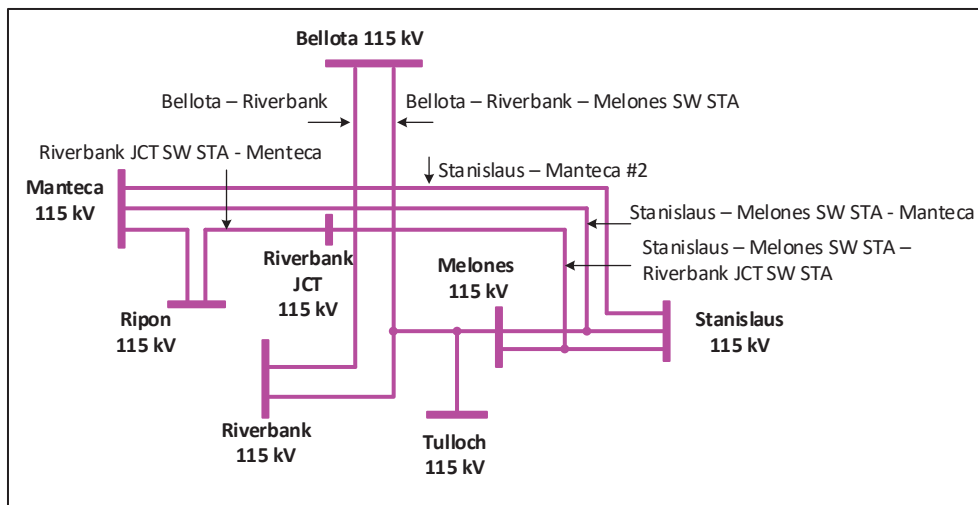 Bellota 115 kV
Bellota – Riverbank
Bellota – Riverbank – Melones SW STA
Riverbank JCT SW STA - Menteca
Stanislaus – Manteca #2
Manteca
115 kV
Stanislaus – Melones SW STA - Manteca
Stanislaus – Melones SW STA –
Riverbank JCT SW STA
Riverbank
JCT
115 kV
Melones
115 kV
Ripon
115 kV
Stanislaus
115 kV
Riverbank
115 kV
Tulloch
115 kV